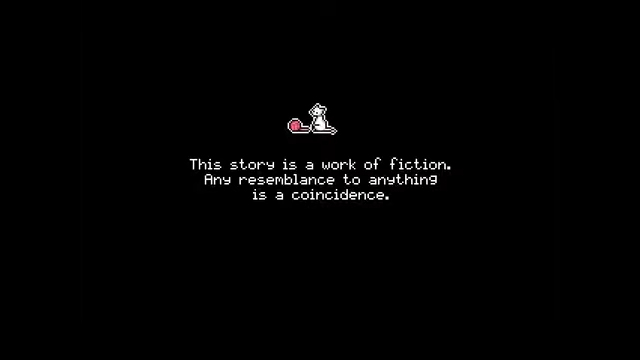 This story is a work of fiction.
Any resemblance to anything
is a coincidence.